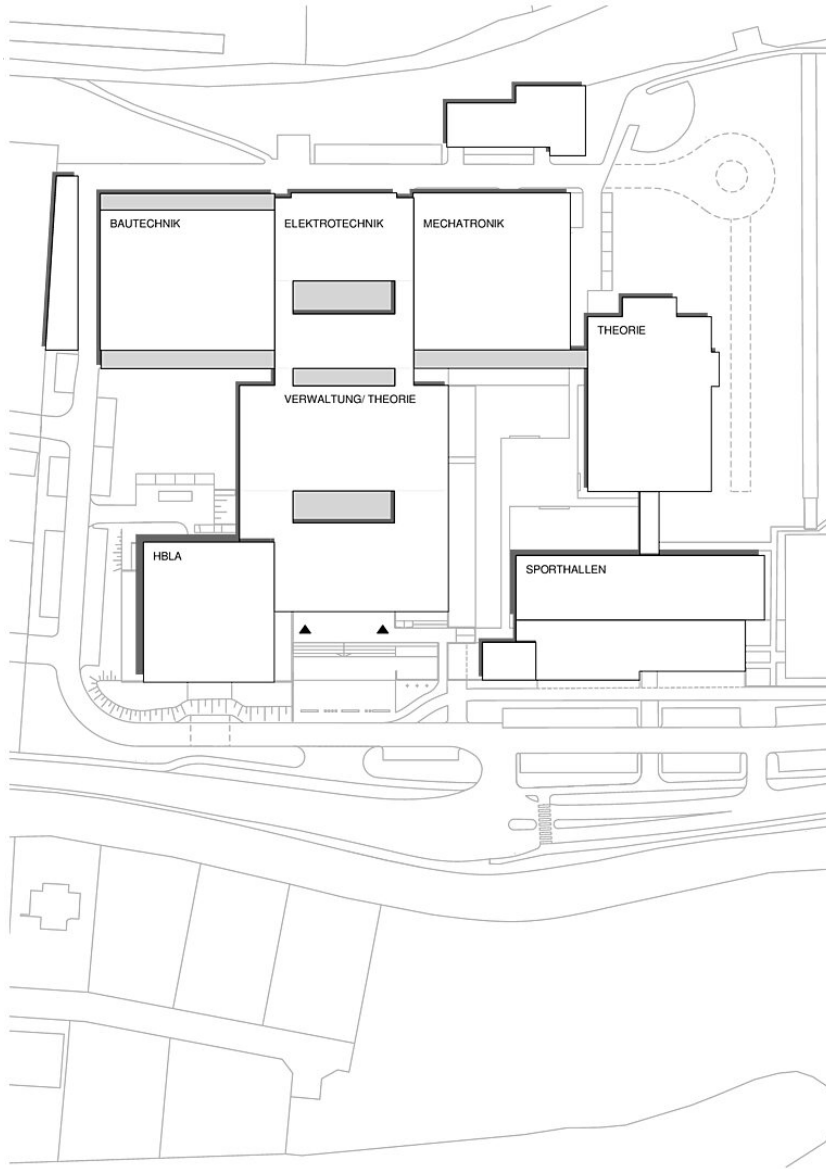 BAUTECHNIK
ELEKTROTECHNIK
MECHATRONIK
THEORIE
VERWALTUNG/ THEORIE
HBLA
SPORTHALLEN